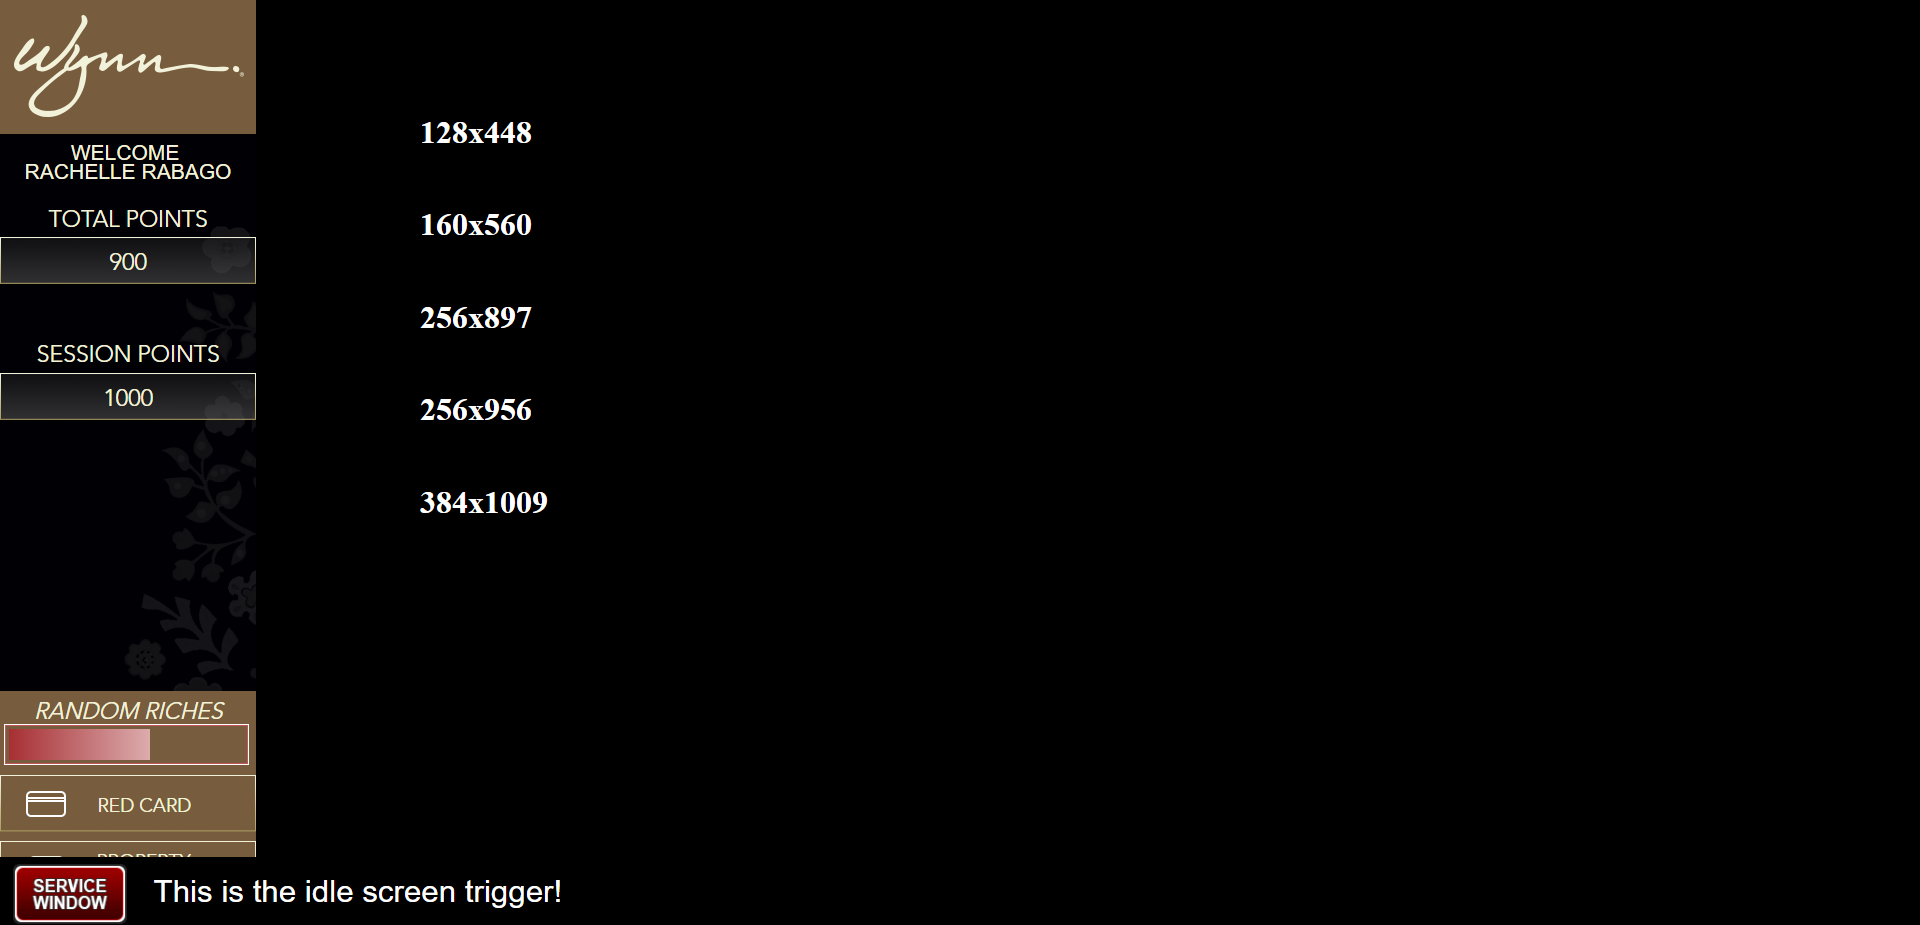 Wynn
WELCOME
RACHELLE RABAGO
TOTAL POINTS
900
SESSION POINTS
1000
RANDOM RICHES
RED CARD
PROPERTY
SERVICE
WINDOW
This is the idle screen trigger!
128x448
160x560
256x897
256x956
384x1009